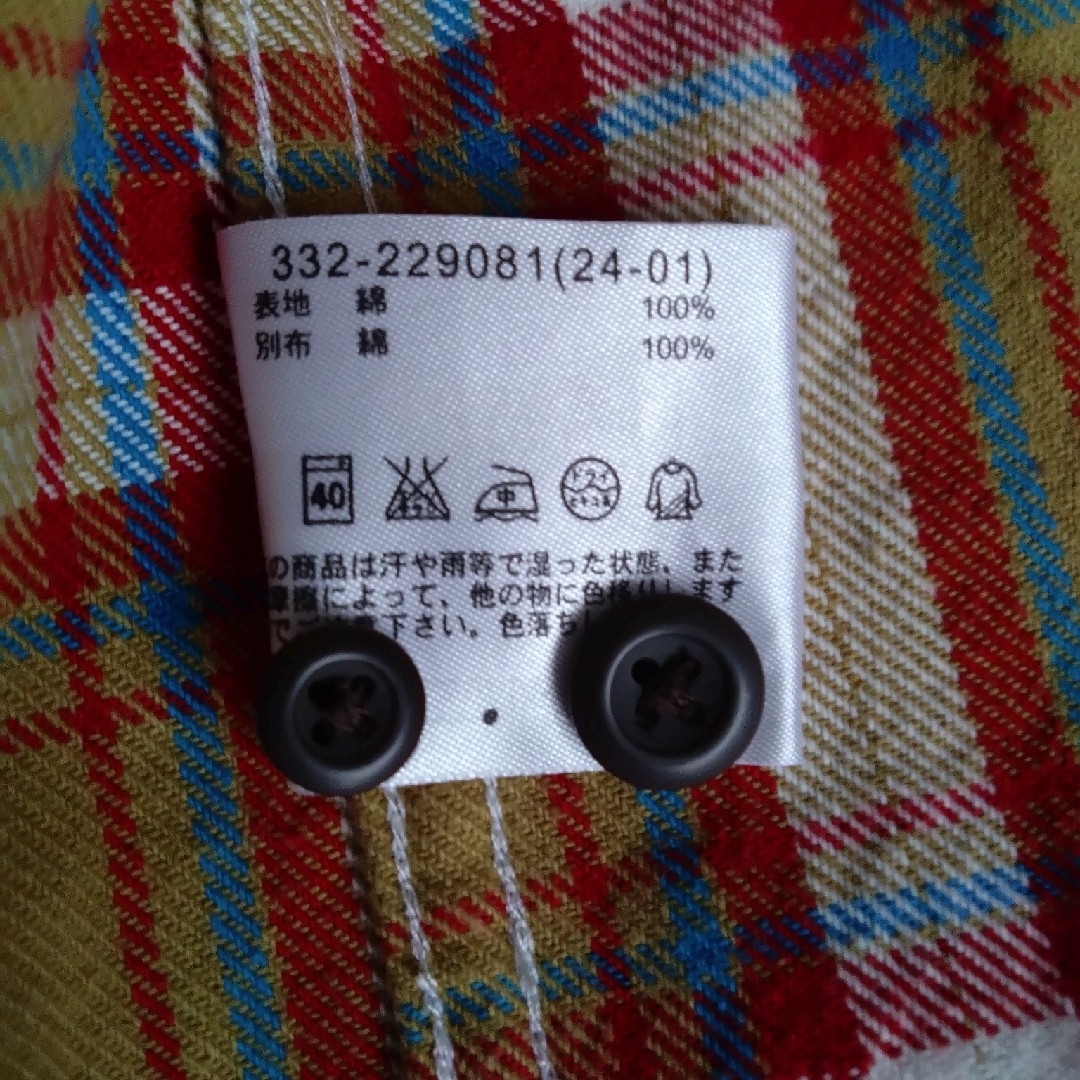 332-229081(24-01)
表地 綿 100%
別布 綿 100%
40 中
の商品は汗や雨等で湿った状態、また
摩擦によって、他の物に色移りします
下さい。色落ち